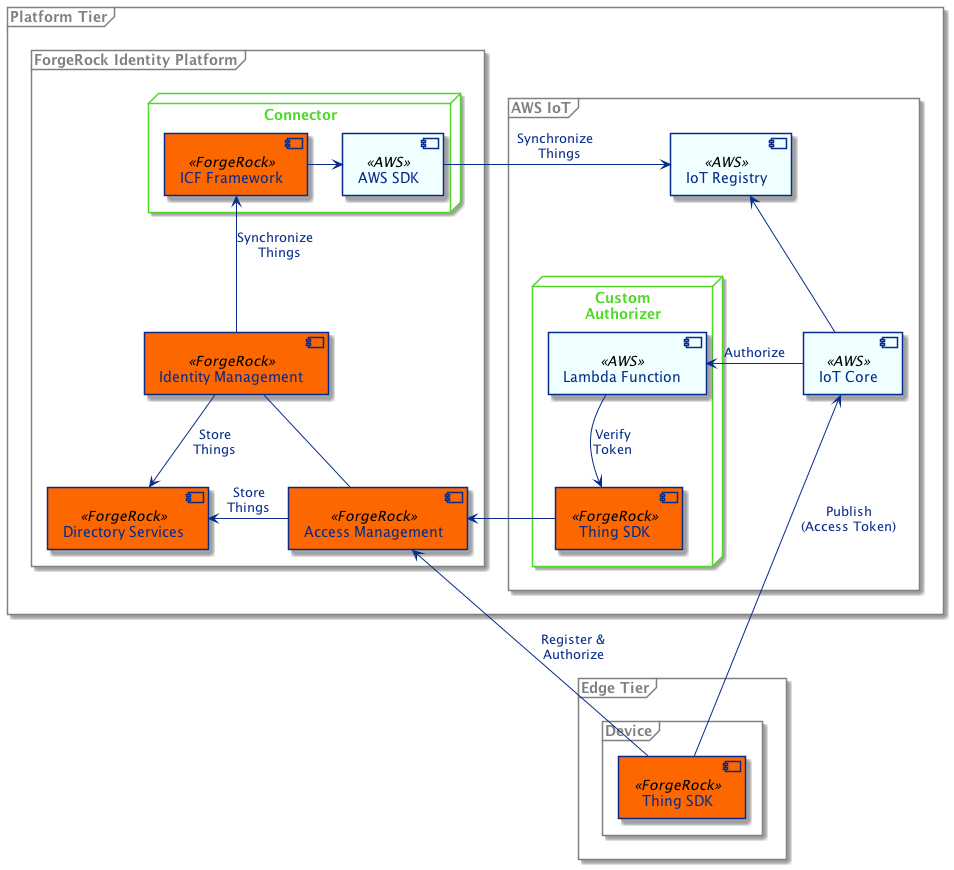 Platform Tier
ForgeRock Identity Platform
Connector
«ForgeRock»
ICF Framework
«AWS»
AWS SDK
Synchronize
Things
AWS IoT
«AWS»
IoT Registry
Synchronize
Things
Custom
Authorizer
«ForgeRock»
Identity Management
«AWS»
Lambda Function
Authorize
«AWS»
IoT Core
Store
Things
Verify
Token
«ForgeRock»
Directory Services
Store
Things
«ForgeRock»
Access Management
«ForgeRock»
Thing SDK
Publish
(Access Token)
Register &
Authorize
Edge Tier
Device
«ForgeRock»
Thing SDK